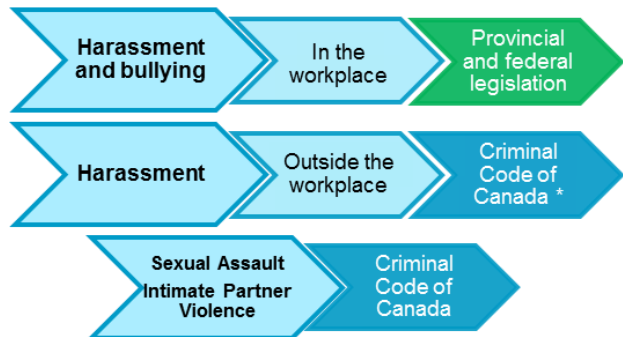 Harassment
and bullying
In the
workplace
Provincial
and federal
legislation
Harassment
Outside the
workplace
Criminal
Code of
Canada *
Sexual Assault
Intimate Partner
Violence
Criminal
Code of
Canada